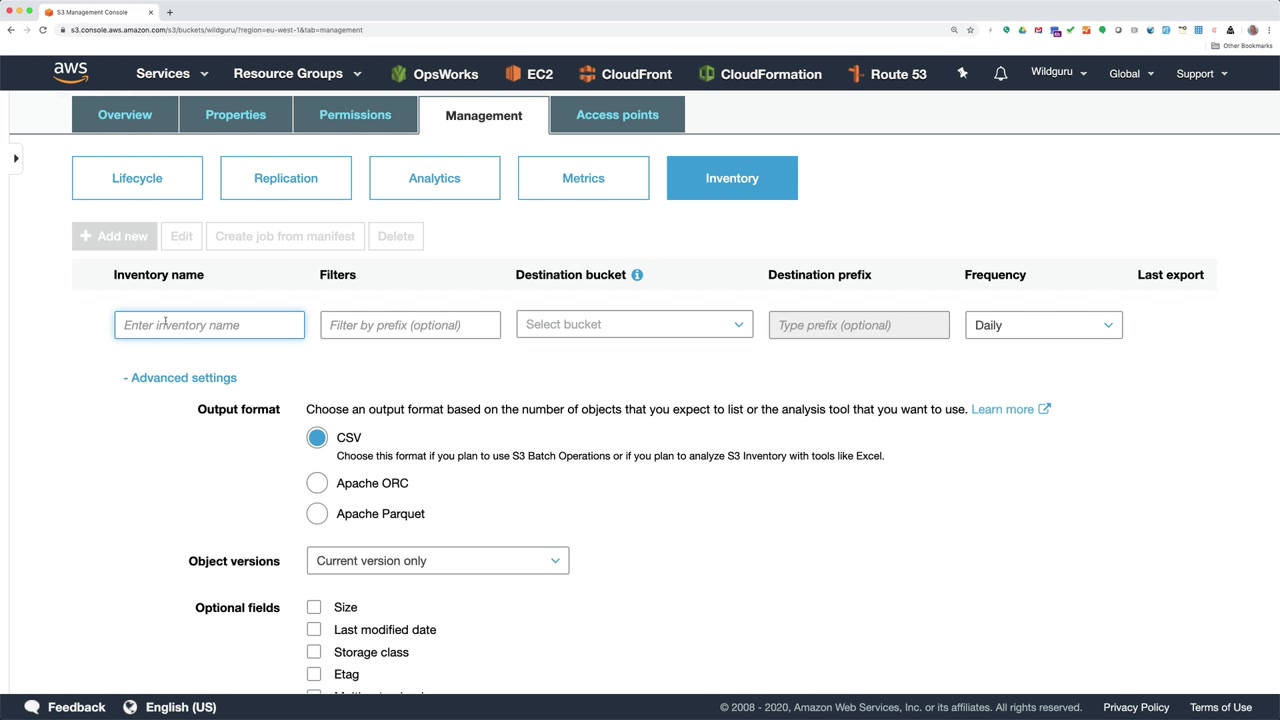 S3 Management Console
s3.console.aws.amazon.com/s3/buckets/wildguru/?region=eu-west-1&tab=management
Other Bookmarks
aws
Services
Resource Groups
OpsWorks
EC2
CloudFront
CloudFormation
Route 53
Wildguru
Global
Support
Overview
Properties
Permissions
Management
Access points
Lifecycle
Replication
Analytics
Metrics
Inventory
+ Add new
Edit
Create job from manifest
Delete
Inventory name
Filters
Destination bucket
Destination prefix
Frequency
Last export
Enter inventory name
Filter by prefix (optional)
Select bucket
Type prefix (optional)
Daily
- Advanced settings
Output format
Choose an output format based on the number of objects that you expect to list or the analysis tool that you want to use. Learn more
CSV
Choose this format if you plan to use S3 Batch Operations or if you plan to analyze S3 Inventory with tools like Excel.
Apache ORC
Apache Parquet
Object versions
Current version only
Optional fields
Size
Last modified date
Storage class
Etag
Feedback
English (US)
© 2008 - 2020, Amazon Web Services, Inc. or its affiliates. All rights reserved.
Privacy Policy
Terms of Use